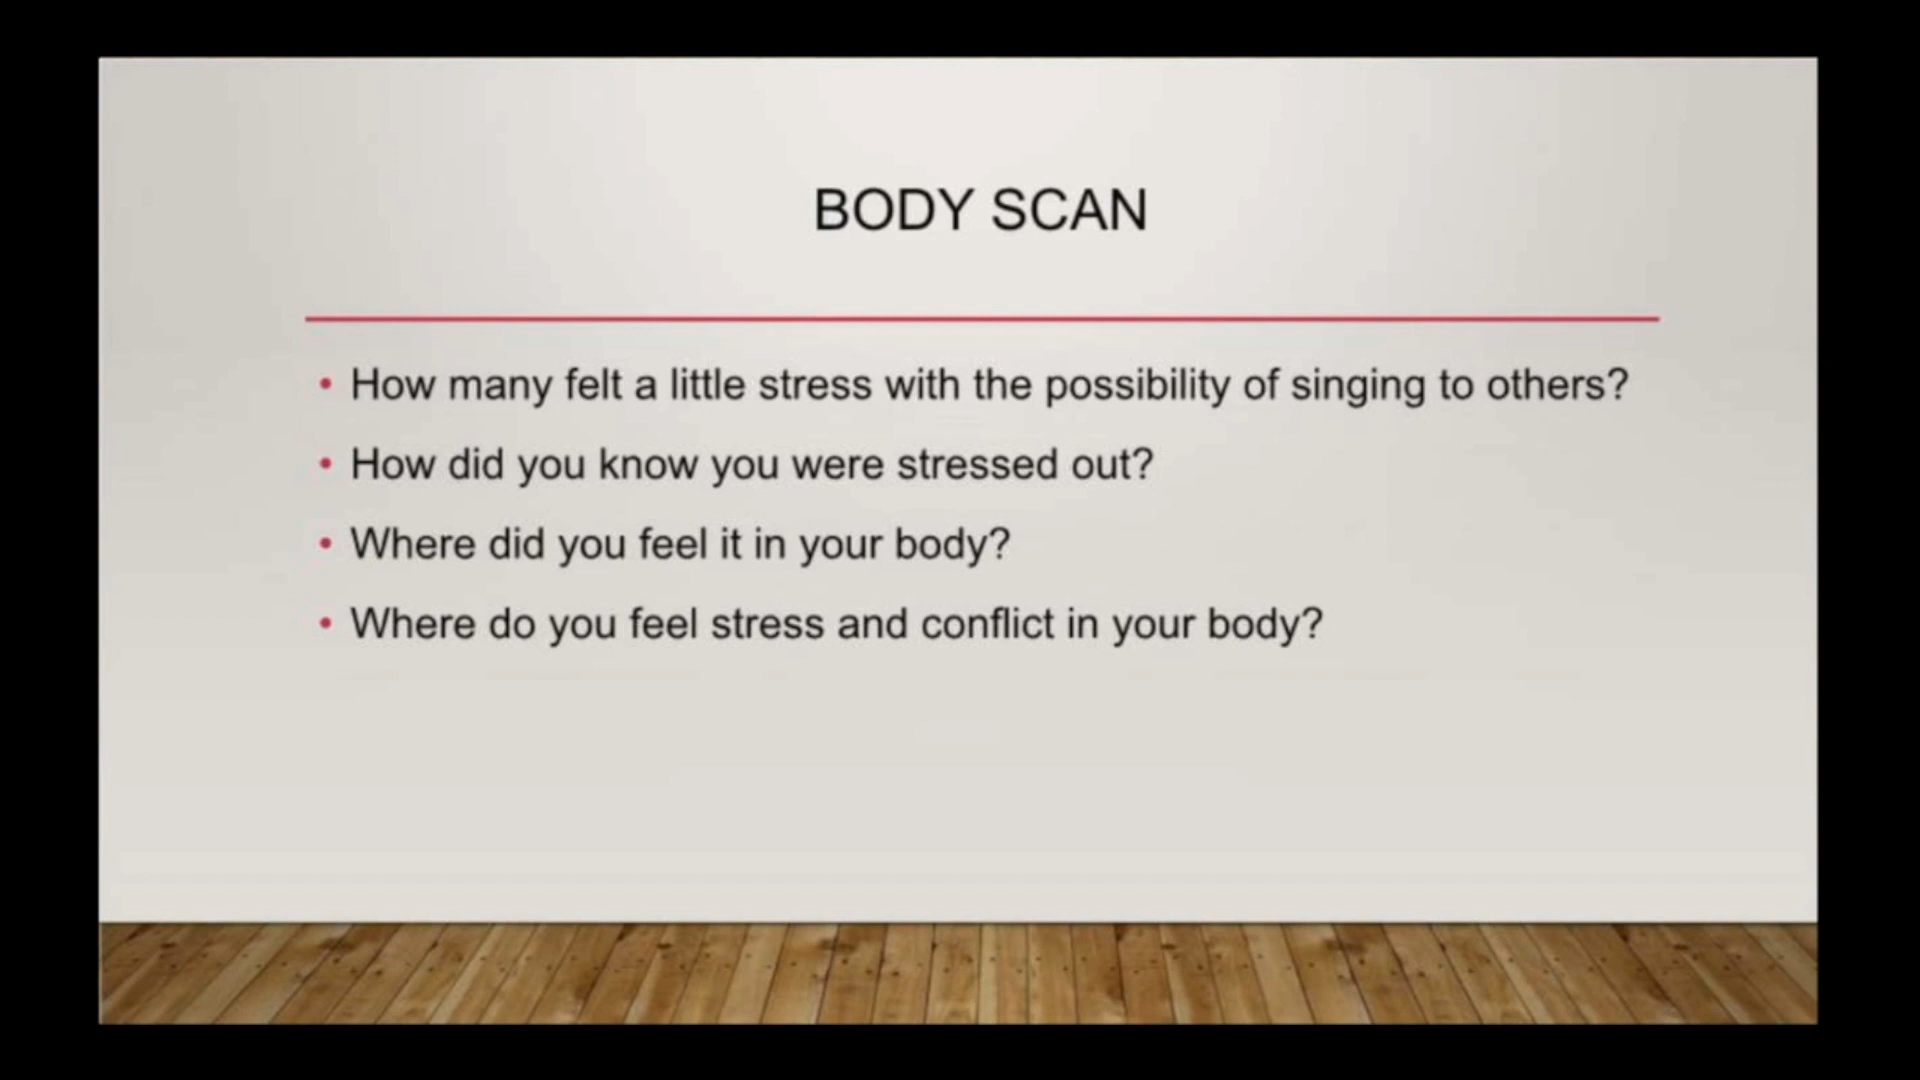 BODY SCAN
• How many felt a little stress with the possibility of singing to others?
• How did you know you were stressed out?
• Where did you feel it in your body?
• Where do you feel stress and conflict in your body?